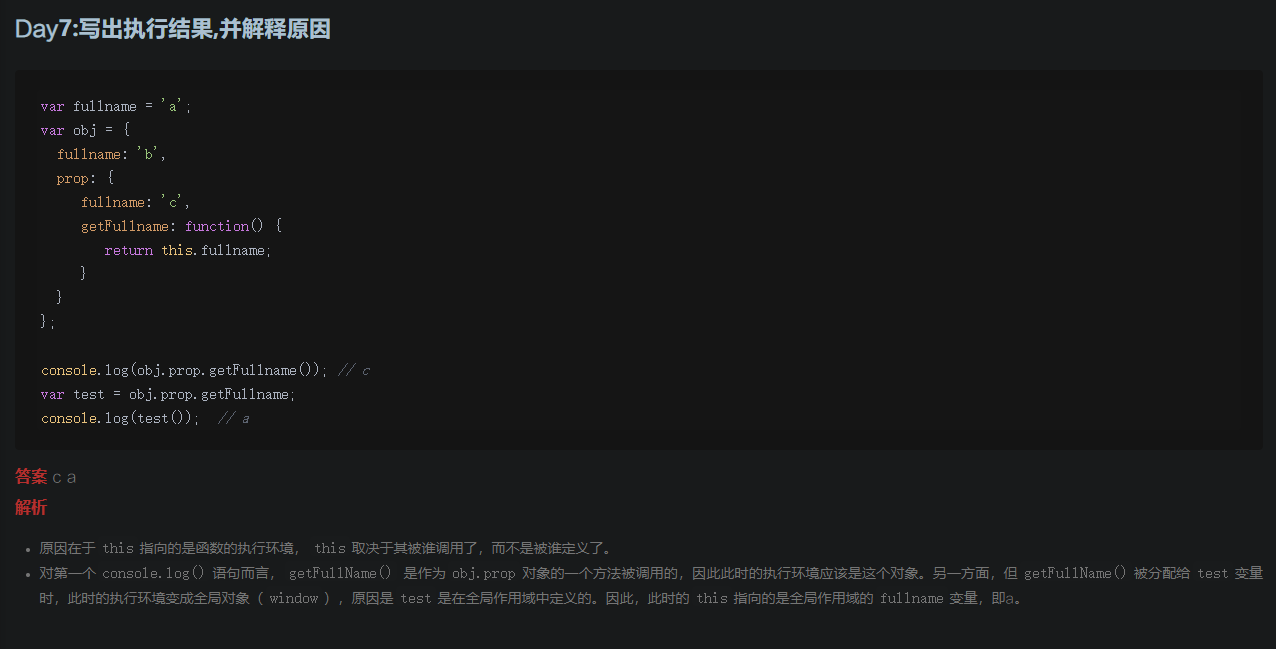 Day7:写出执行结果,并解释原因
var fullname = 'a';
var obj = {
fullname: 'b',
prop: {
fullname: 'c',
getFullname: function() {
return this.fullname;
}
}
};
console.log(obj.prop.getFullname()); // c
var test = obj.prop.getFullname;
console.log(test());  // a
答案 c a
解析
• 原因在于 this 指向的是函数的执行环境， this 取决于其被谁调用了，而不是被谁定义了。
• 对第一个 console.log() 语句而言， getFullName() 是作为 obj.prop 对象的一个方法被调用的，因此此时的执行环境应该是这个对象。另一方面，但 getFullName() 被分配给 test 变量
时，此时的执行环境变成全局对象（ window ），原因是 test 是在全局作用域中定义的。因此，此时的 this 指向的是全局作用域的 fullname 变量，即a。